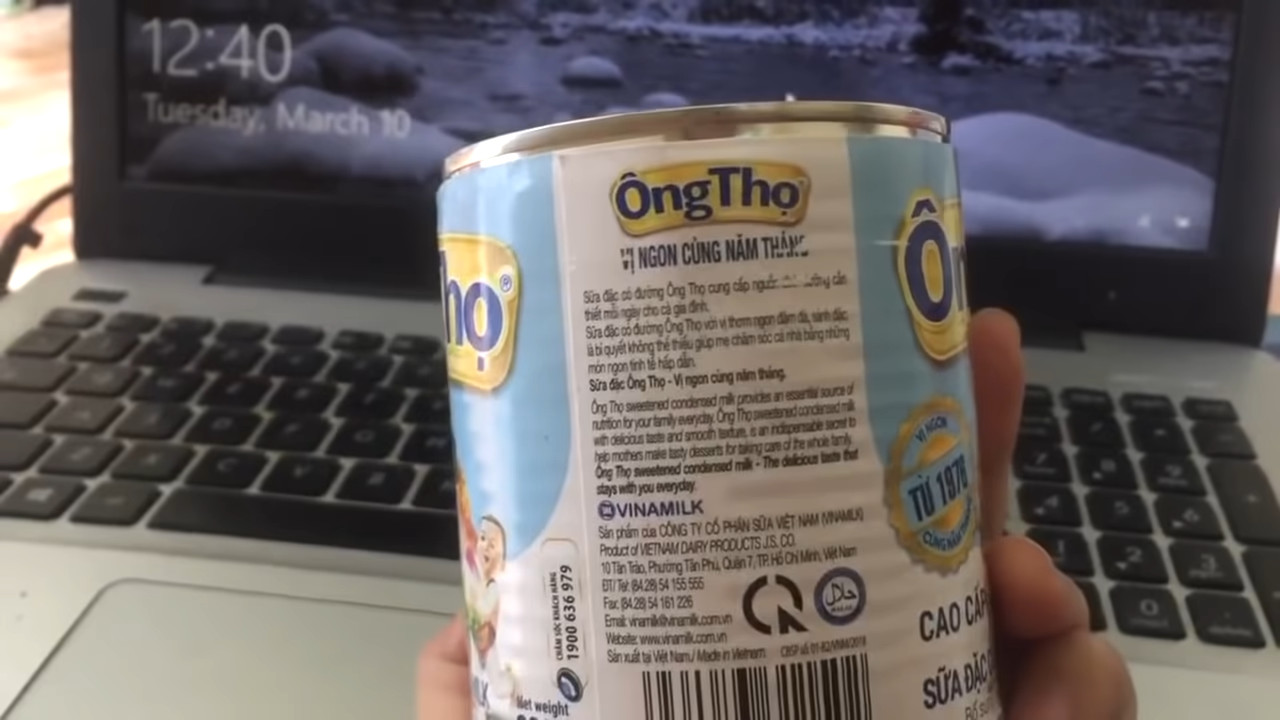 12:40
Tuesday, March 10
ÔngThọ
VỊ NGON CÙNG NĂM THÁNG
Sữa đặc có đường Ông Thọ cung cấp nguồn dưỡng cần
thiết mỗi ngày cho cả gia đình.
Sữa đặc có đường Ông Thọ với vị thơm ngon đậm đà, sánh đặc
là bí quyết không thể thiếu giúp mẹ chăm sóc cả nhà bằng những
món ngon tinh tế hấp dẫn.
Sữa đặc Ông Thọ - Vị ngon cùng năm tháng.
Ông Thọ sweetened condensed milk provides an essential source of
nutrition for your family everyday. Ông Thọ sweetened condensed milk
with delicious taste and smooth texture, is an indispensable secret to
help mothers make tasty desserts for taking care of the whole family.
Ông Thọ sweetened condensed milk - The delicious taste that
stays with you everyday.
VINAMILK
Sản phẩm của CÔNG TY CỔ PHẦN SỮA VIỆT NAM (VINAMILK)
Product of VIETNAM DAIRY PRODUCTS J.S. CO.
10 Tân Trào, Phường Tân Phú, Quận 7, TP. Hồ Chí Minh, Việt Nam
ĐT/ Tel: (84.28) 54 155 555
Fax: (84.28) 54 161 226
Email: vinamilk@vinamilk.com.vn
Website: www.vinamilk.com.vn
Sản xuất tại Việt Nam / Made in Vietnam
CBSP số: 01-R2/VNM/2018
حلال
CHĂM SÓC KHÁCH HÀNG
1900 636 979
Net weight
họ®
Ôn
VỊ NGON
TỪ 1976
CÙNG NĂM THÁNG
CAO CẤP
SỮA ĐẶC